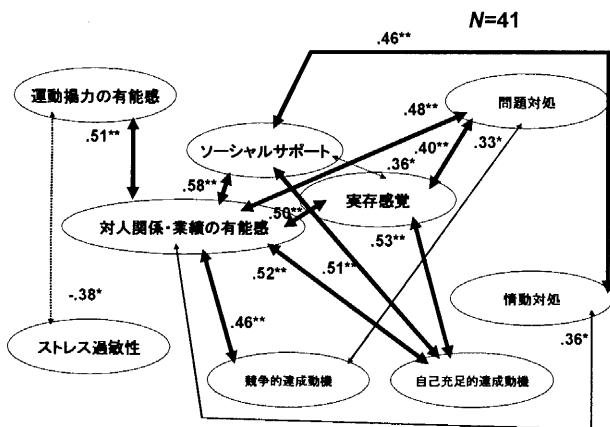 N=41
.46**
運動揚力の有能感
問題対処
.48**
.33*
.51**
ソーシャルサポート
.40**
.36*
.58**
実存感覚
.50**
対人関係・業績の有能感
.53**
.52**
.51**
-.38*
情動対処
.46**
.36*
ストレス過敏性
競争的達成動機
自己充足的達成動機